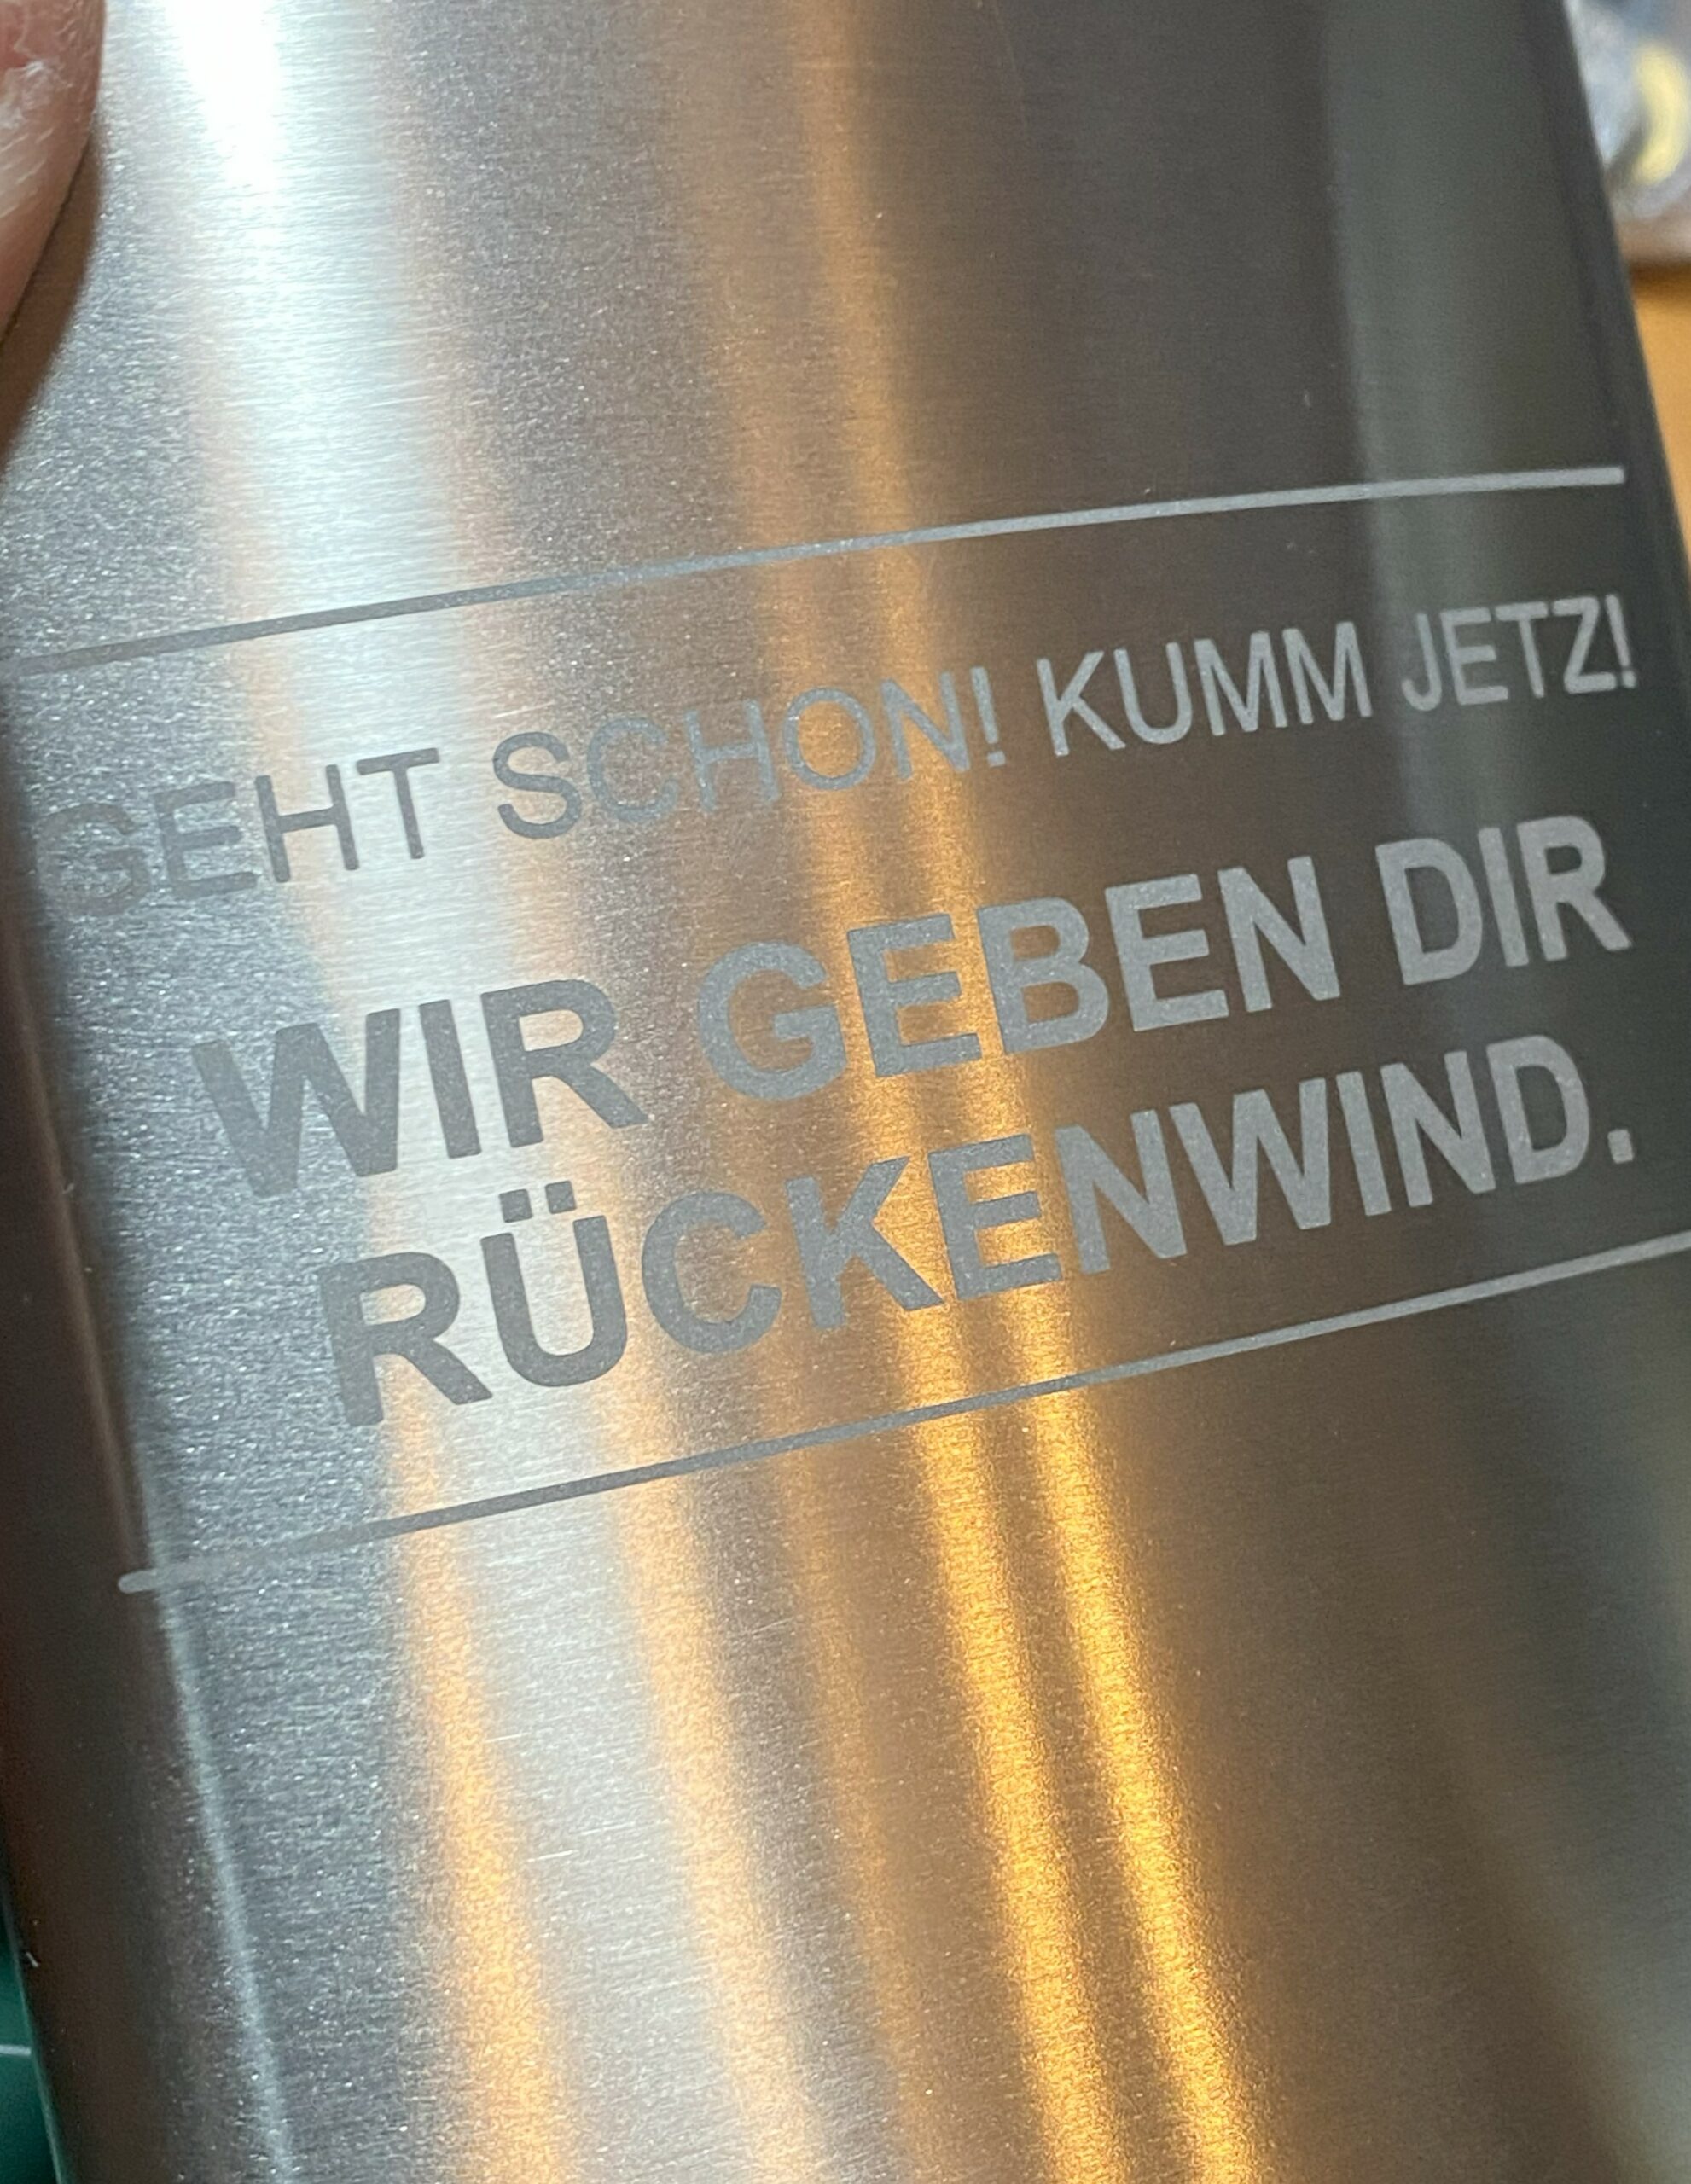 GEHT SCHON! KUMM JETZ!
WIR GEBEN DIR
RÜCKENWIND.